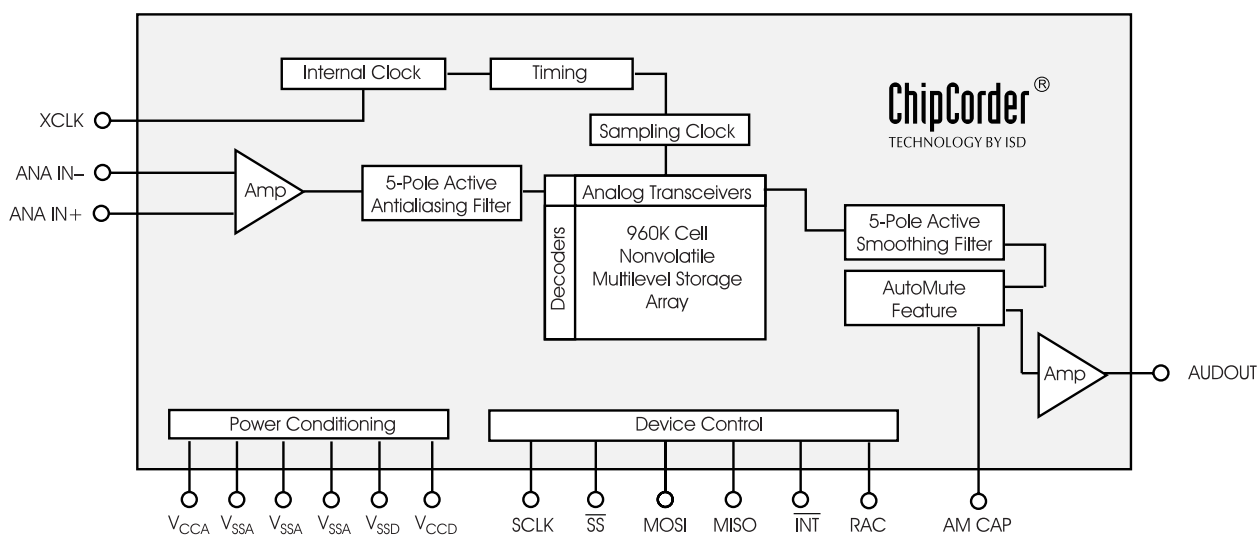 Internal Clock
Timing
ChipCorder®
TECHNOLOGY BY ISD
XCLK
Sampling Clock
ANA IN–
ANA IN+
Amp
5-Pole Active
Antialiasing Filter
Analog Transceivers
Decoders
960K Cell
Nonvolatile
Multilevel Storage
Array
5-Pole Active
Smoothing Filter
AutoMute
Feature
Amp
AUDOUT
Power Conditioning
Device Control
VCCA VSSA VSSA VSSA VSSD VCCD
SCLK S̅S̅ MOSI MISO I̅N̅T̅ RAC AM CAP